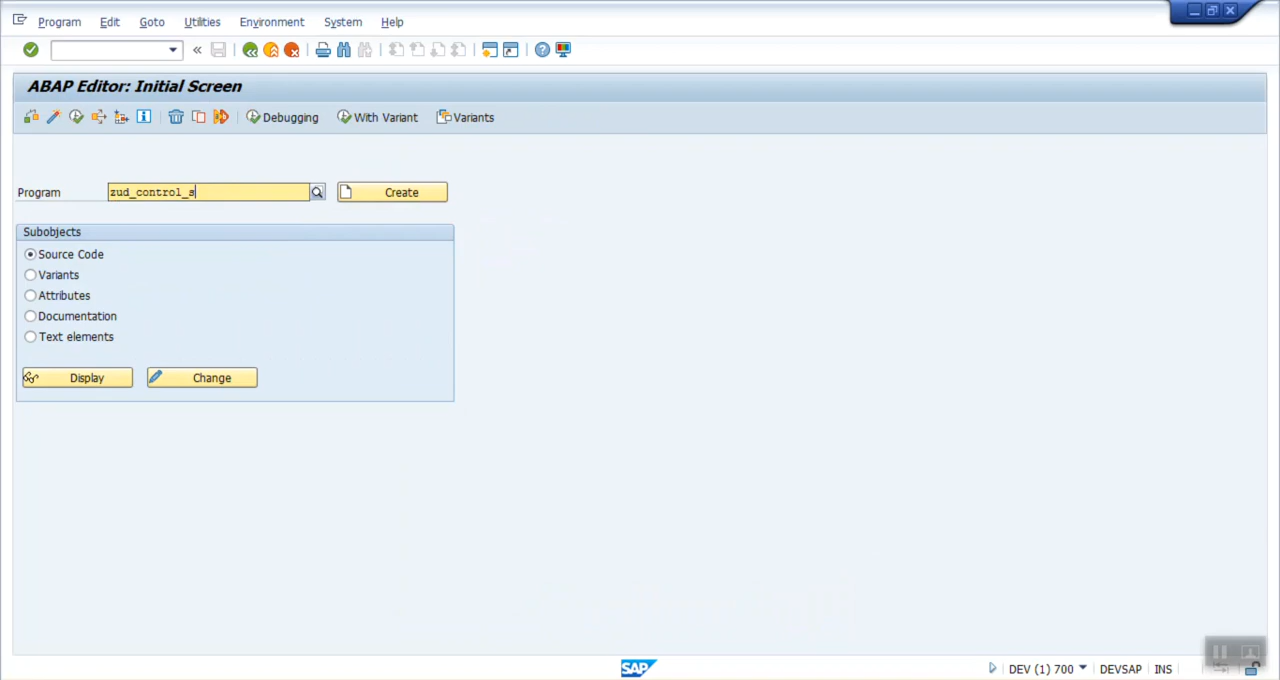 Program Edit Goto Utilities Environment System Help
ABAP Editor: Initial Screen
Debugging With Variant Variants
Program zud_control_s Create
Subobjects
Source Code
Variants
Attributes
Documentation
Text elements
Display Change
SAP DEV (1) 700 DEVSAP INS